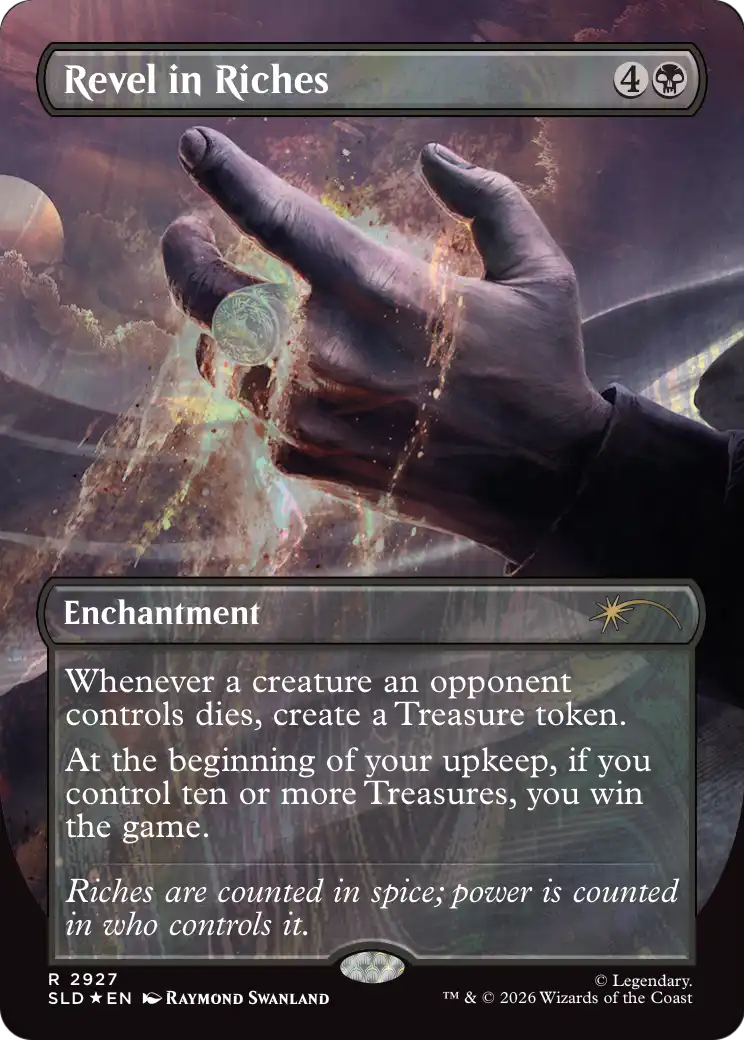 Revel in Riches 4
Enchantment
Whenever a creature an opponent
controls dies, create a Treasure token.
At the beginning of your upkeep, if you
control ten or more Treasures, you win
the game.
Riches are counted in spice; power is counted
in who controls it.
R 2927
SLD★EN Raymond Swanland
© Legendary.
™ & © 2026 Wizards of the Coast